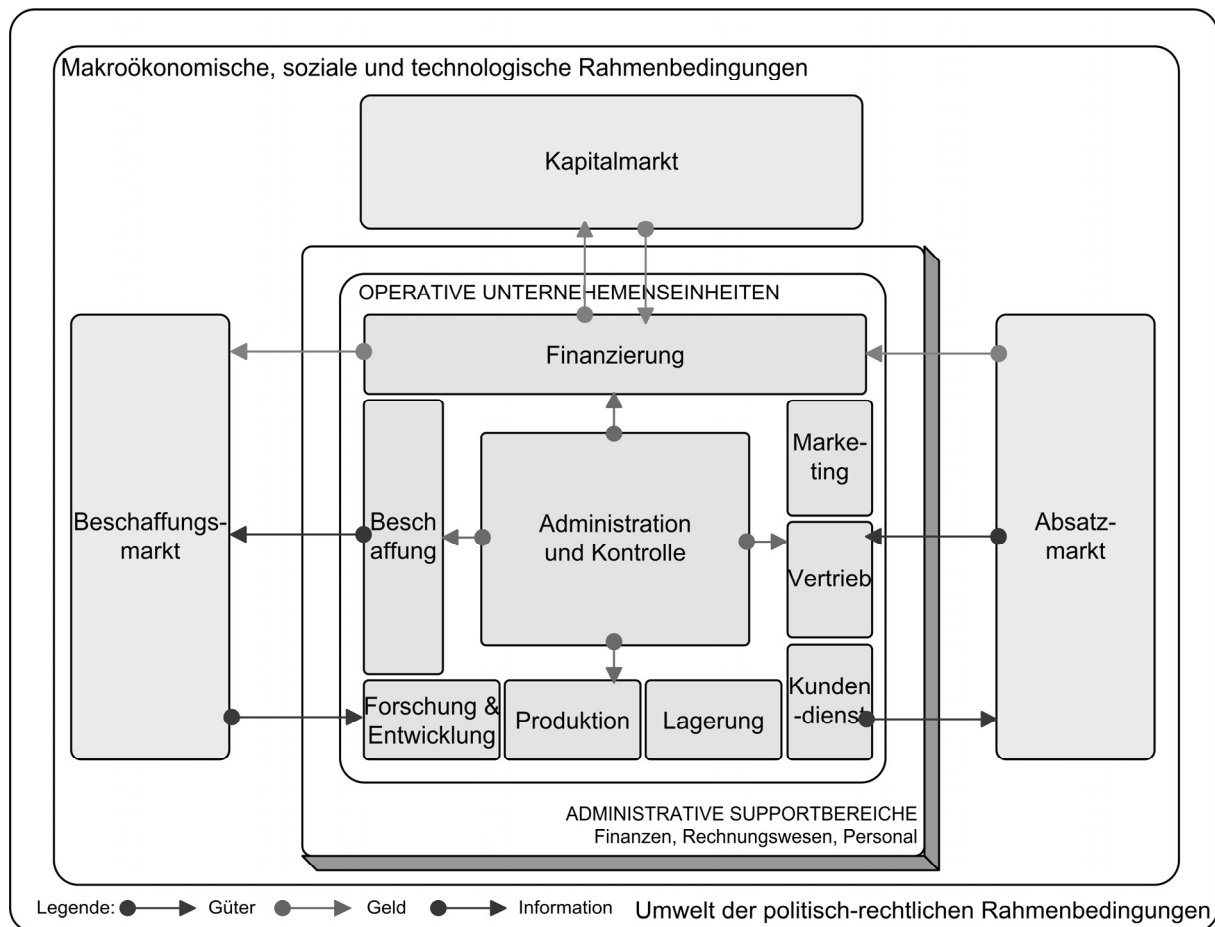 Makroökonomische, soziale und technologische Rahmenbedingungen
Kapitalmarkt
OPERATIVE UNTERNEHEMENSEINHEITEN
Finanzierung
Beschaffungs-
markt
Besch
affung
Administration
und Kontrolle
Marke-
ting
Vertrieb
Kunden
-dienst
Absatz-
markt
Forschung &
Entwicklung
Produktion
Lagerung
ADMINISTRATIVE SUPPORTBEREICHE
Finanzen, Rechnungswesen, Personal
Legende: Güter Geld Information
Umwelt der politisch-rechtlichen Rahmenbedingungen